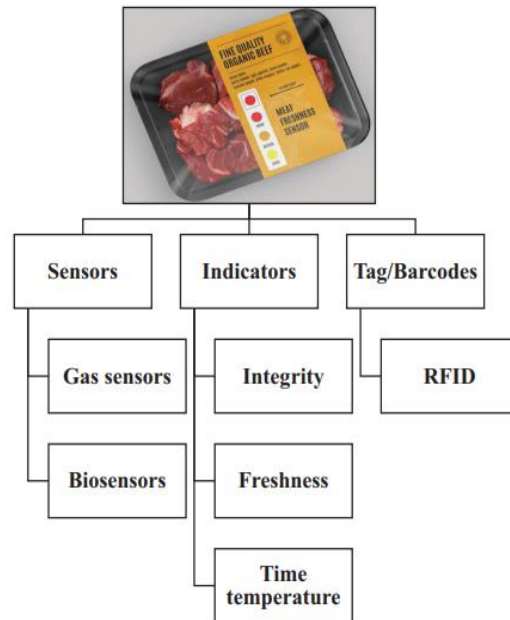 FINE QUALITY
ORGANIC BEEF
MEAT
FRESHNESS
SENSOR
Sensors
Indicators
Tag/Barcodes
Gas sensors
Integrity
RFID
Biosensors
Freshness
Time
temperature